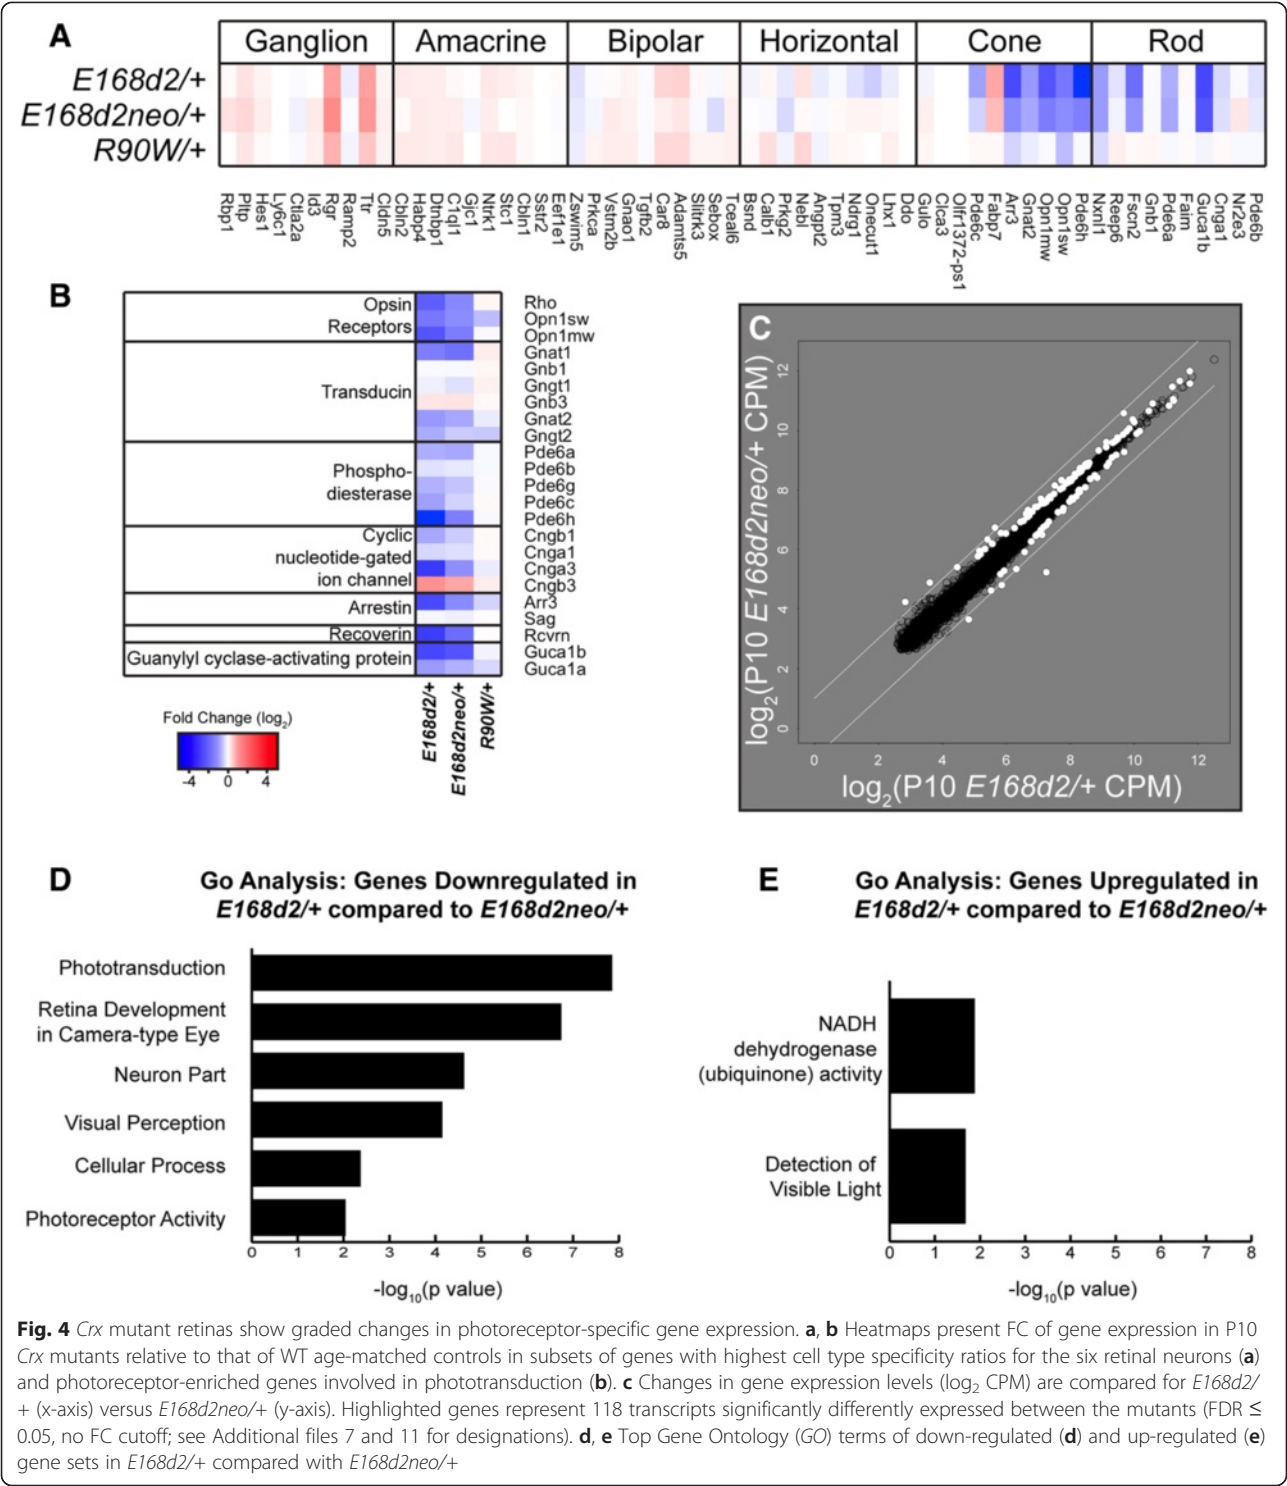 A
Ganglion Amacrine Bipolar Horizontal Cone Rod
E168d2/+
E168d2neo/+
R90W/+
Rbp1 Pltp Hes1 Ly6c1 Ctla2a Id3 Rgr Ramp2 Ttr Cldn5 Cbln2 Habp4 Dtnbp1 C1ql1 Gjc1 Ntrk1 Stc1 Cbln1 Sstr2 Eef1e1 Zswim5 Prkca Vstm2b Gnao1 Tgfb2 Car8 Adamts5 Slitrk3 Sebox Tceal6 Bsnd Calb1 Prkg2 Nebl Angpt2 Tpm3 Ndrg1 Onecut1 Lhx1 Ddo Gulo Clca3 Olfr1372-ps1 Pde6c Fabp7 Arr3 Gnat2 Opn1mw Opn1sw Pde6h Nxnl1 Reep6 Fscn2 Gnb1 Pde6a Faim Guca1b Cnga1 Nr2e3 Pde6b
B
Opsin
Receptors
Transducin
Phospho-
diesterase
Cyclic
nucleotide-gated
ion channel
Arrestin
Recoverin
Guanylyl cyclase-activating protein
Rho
Opn1sw
Opn1mw
Gnat1
Gnb1
Gngt1
Gnb3
Gnat2
Gngt2
Pde6a
Pde6b
Pde6g
Pde6c
Pde6h
Cngb1
Cnga1
Cnga3
Cngb3
Arr3
Sag
Rcvrn
Guca1b
Guca1a
E168d2/+
E168d2neo/+
R90W/+
Fold Change (log2)
-4 0 4
C
log2(P10 E168d2neo/+ CPM)
12
10
8
6
4
2
0
0 2 4 6 8 10 12
log2(P10 E168d2/+ CPM)
D
Go Analysis: Genes Downregulated in
E168d2/+ compared to E168d2neo/+
Phototransduction
Retina Development
in Camera-type Eye
Neuron Part
Visual Perception
Cellular Process
Photoreceptor Activity
0 1 2 3 4 5 6 7 8
-log10(p value)
E
Go Analysis: Genes Upregulated in
E168d2/+ compared to E168d2neo/+
NADH
dehydrogenase
(ubiquinone) activity
Detection of
Visible Light
0 1 2 3 4 5 6 7 8
-log10(p value)
Fig. 4 Crx mutant retinas show graded changes in photoreceptor-specific gene expression. a, b Heatmaps present FC of gene expression in P10
Crx mutants relative to that of WT age-matched controls in subsets of genes with highest cell type specificity ratios for the six retinal neurons (a)
and photoreceptor-enriched genes involved in phototransduction (b). c Changes in gene expression levels (log2 CPM) are compared for E168d2/
+ (x-axis) versus E168d2neo/+ (y-axis). Highlighted genes represent 118 transcripts significantly differently expressed between the mutants (FDR ≤
0.05, no FC cutoff; see Additional files 7 and 11 for designations). d, e Top Gene Ontology (GO) terms of down-regulated (d) and up-regulated (e)
gene sets in E168d2/+ compared with E168d2neo/+